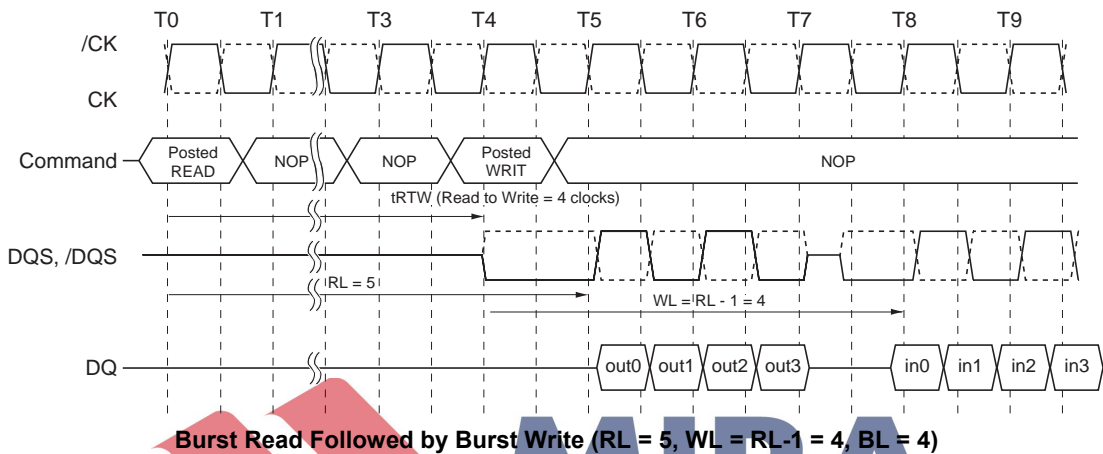 T0 T1 T3 T4 T5 T6 T7 T8 T9
/CK
CK
Command Posted READ NOP NOP Posted WRIT NOP
tRTW (Read to Write = 4 clocks)
DQS, /DQS
RL = 5
WL = RL - 1 = 4
DQ out0 out1 out2 out3 in0 in1 in2 in3
Burst Read Followed by Burst Write (RL = 5, WL = RL-1 = 4, BL = 4)